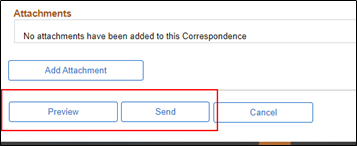 Attachments
No attachments have been added to this Correspondence
Add Attachment
Preview Send Cancel